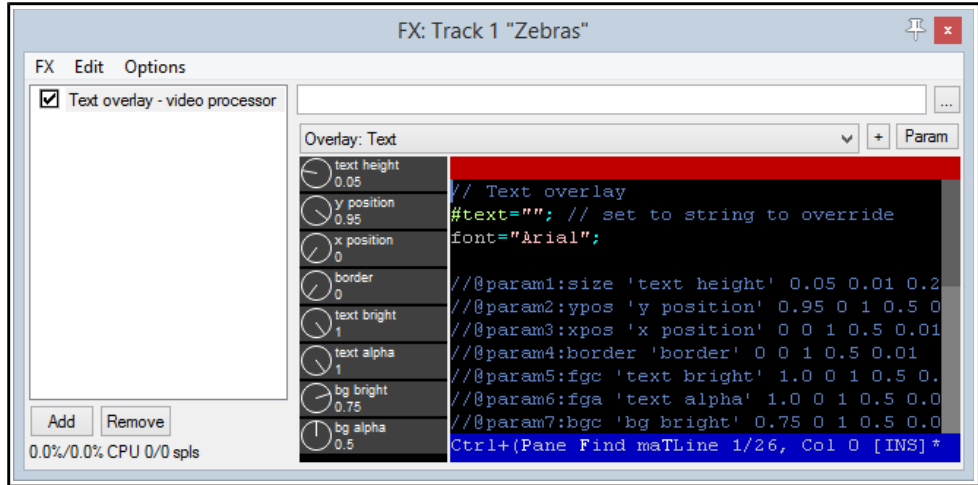 FX: Track 1 "Zebras"
x
FX Edit Options
Text overlay - video processor
...
Overlay: Text
+ Param
text height
0.05
y position
0.95
x position
0
border
0
text bright
1
text alpha
1
bg bright
0.75
bg alpha
0.5
// Text overlay
#text=""; // set to string to override
font="Arial";
//@param1:size 'text height' 0.05 0.01 0.2
//@param2:ypos 'y position' 0.95 0 1 0.5 0
//@param3:xpos 'x position' 0 0 1 0.5 0.01
//@param4:border 'border' 0 0 1 0.5 0.01
//@param5:fgc 'text bright' 1.0 0 1 0.5 0.
//@param6:fga 'text alpha' 1.0 0 1 0.5 0.0
//@param7:bgc 'bg bright' 0.75 0 1 0.5 0.0
Ctrl+(Pane Find maTLine 1/26, Col 0 [INS]*
Add Remove
0.0%/0.0% CPU 0/0 spls